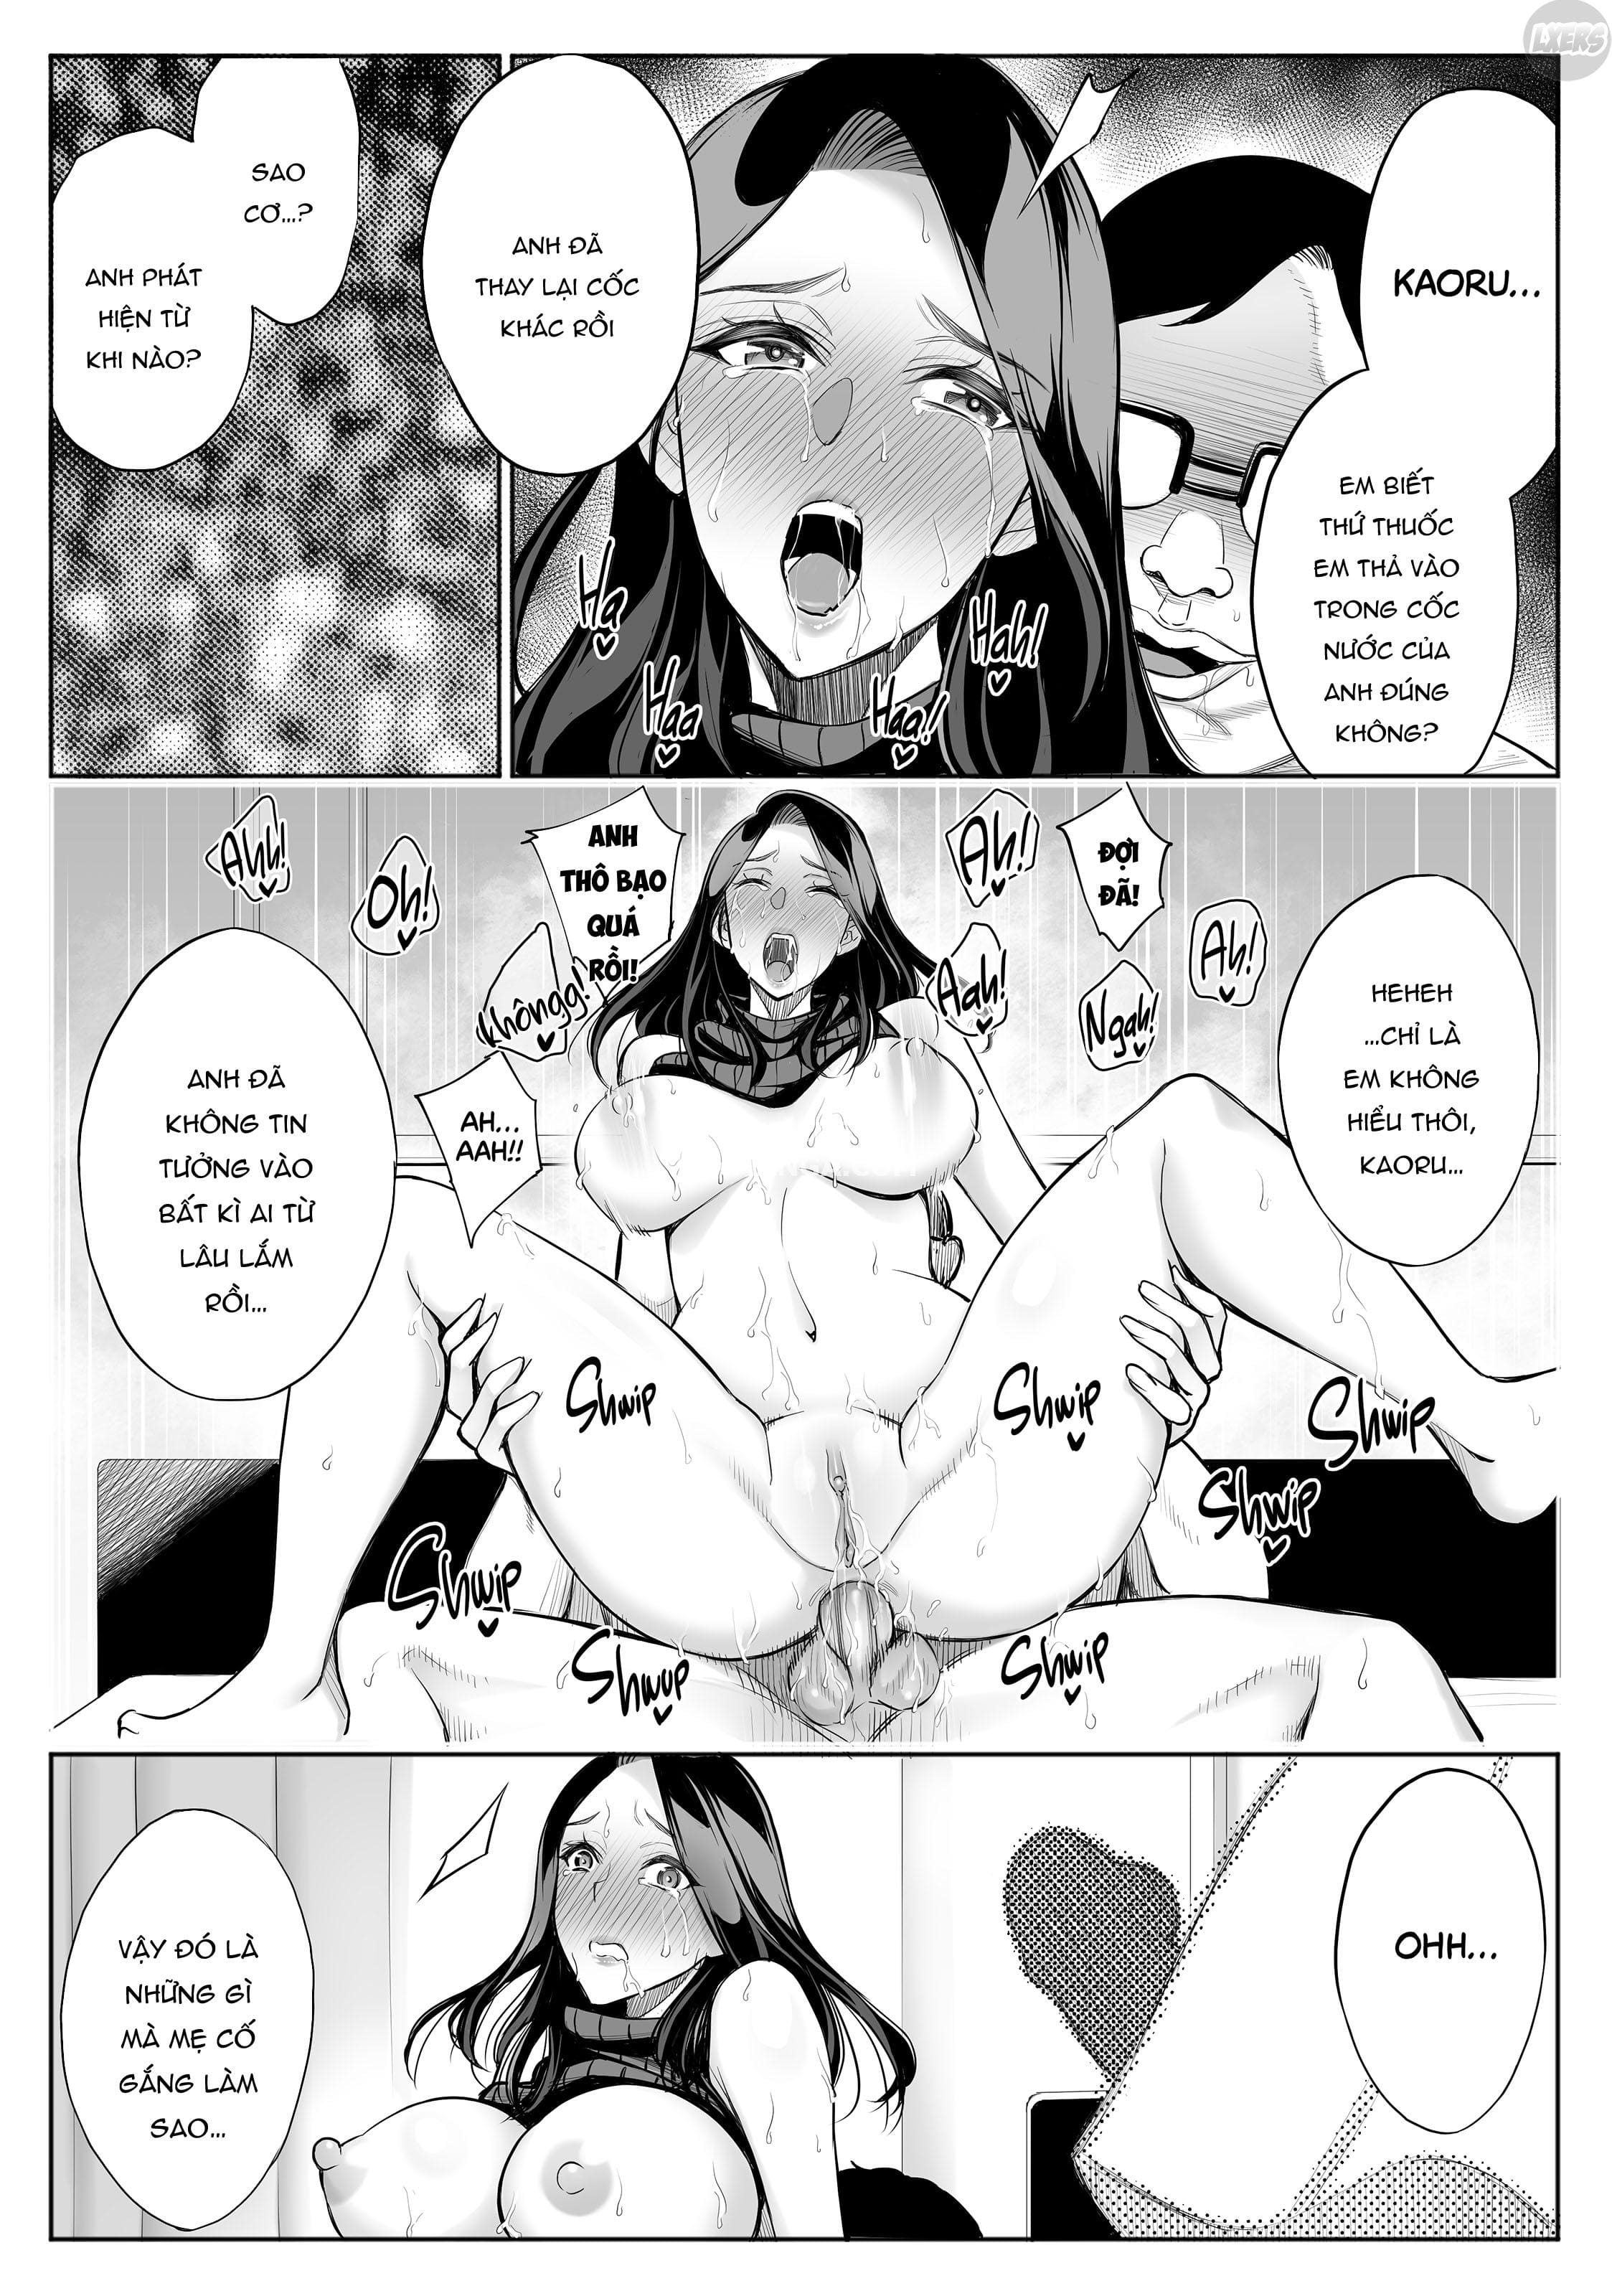 LXERS
KAORU...
EM BIẾT
THỨ THUỐC
EM THẢ VÀO
TRONG CỐC
NƯỚC CỦA
ANH ĐÚNG
KHÔNG?
ANH ĐÃ
THAY LẠI CỐC
KHÁC RỒI
Hah!
Haa!
Ha
Haa
SAO
CƠ...?
ANH PHÁT
HIỆN TỪ
KHI NÀO?
ĐỢI
ĐÃ!
Ah!
Ah!
Aah!
Ngah!
HEHEH
...CHỈ LÀ
EM KHÔNG
HIỂU THÔI,
KAORU...
ANH
THÔ BẠO
QUÁ
RỒI!
Khôngg!
Oh!
Ahh!
AH...
AAH!!
ANH ĐÃ
KHÔNG TIN
TƯỞNG VÀO
BẤT KÌ AI TỪ
LÂU LẮM
RỒI...
Shwip
Shwip
Shwip
Shwip
Shwip
Shwup
Shwip
OHH...
VẬY ĐÓ LÀ
NHỮNG GÌ
MÀ MẸ CỐ
GẮNG LÀM
SAO...